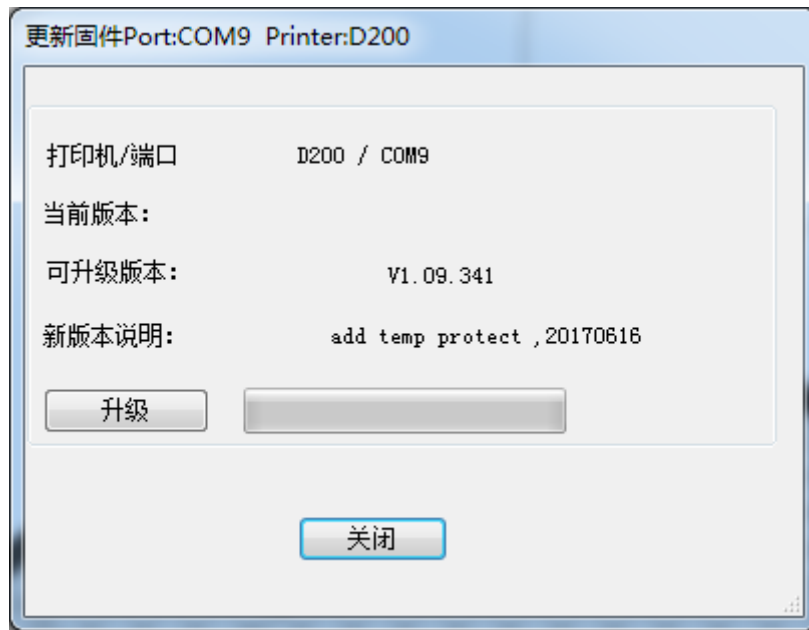 更新固件Port:COM9 Printer:D200
打印机/端口 D200 / COM9
当前版本:
可升级版本: V1.09.341
新版本说明: add temp protect ,20170616
升级
关闭